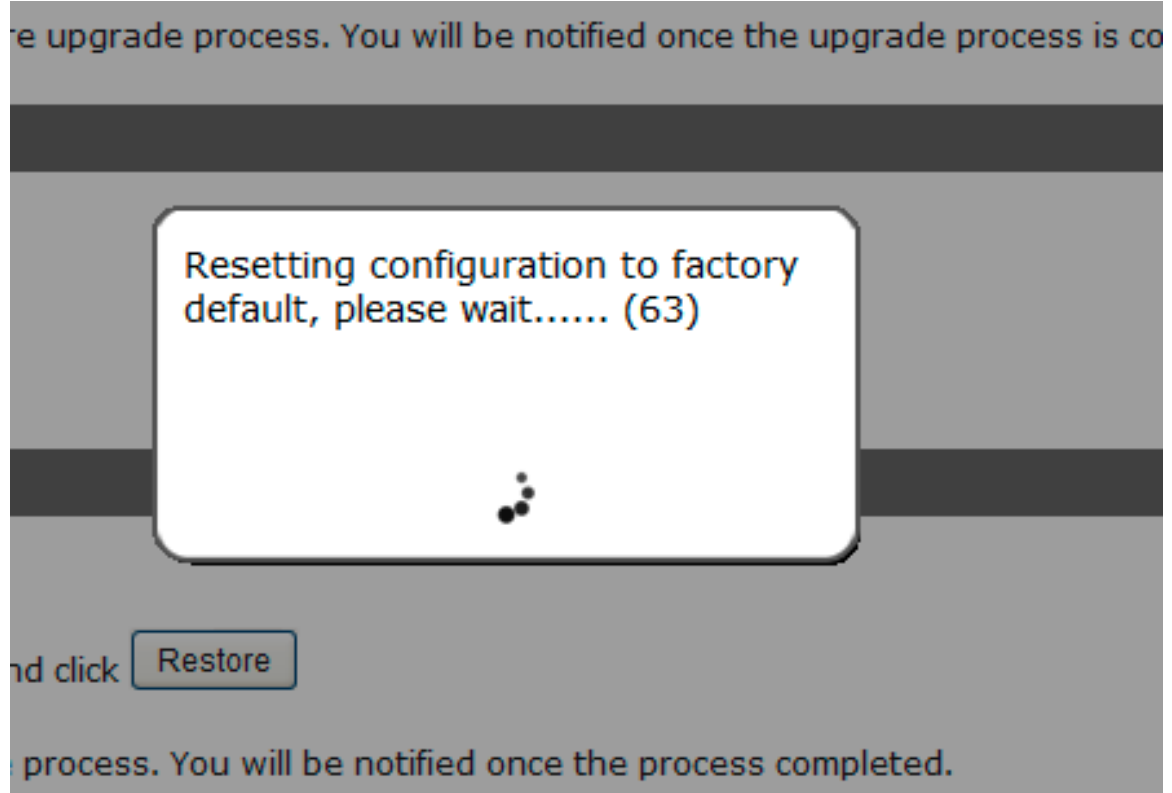 re upgrade process. You will be notified once the upgrade process is co
Resetting configuration to factory
default, please wait...... (63)
nd click Restore
process. You will be notified once the process completed.